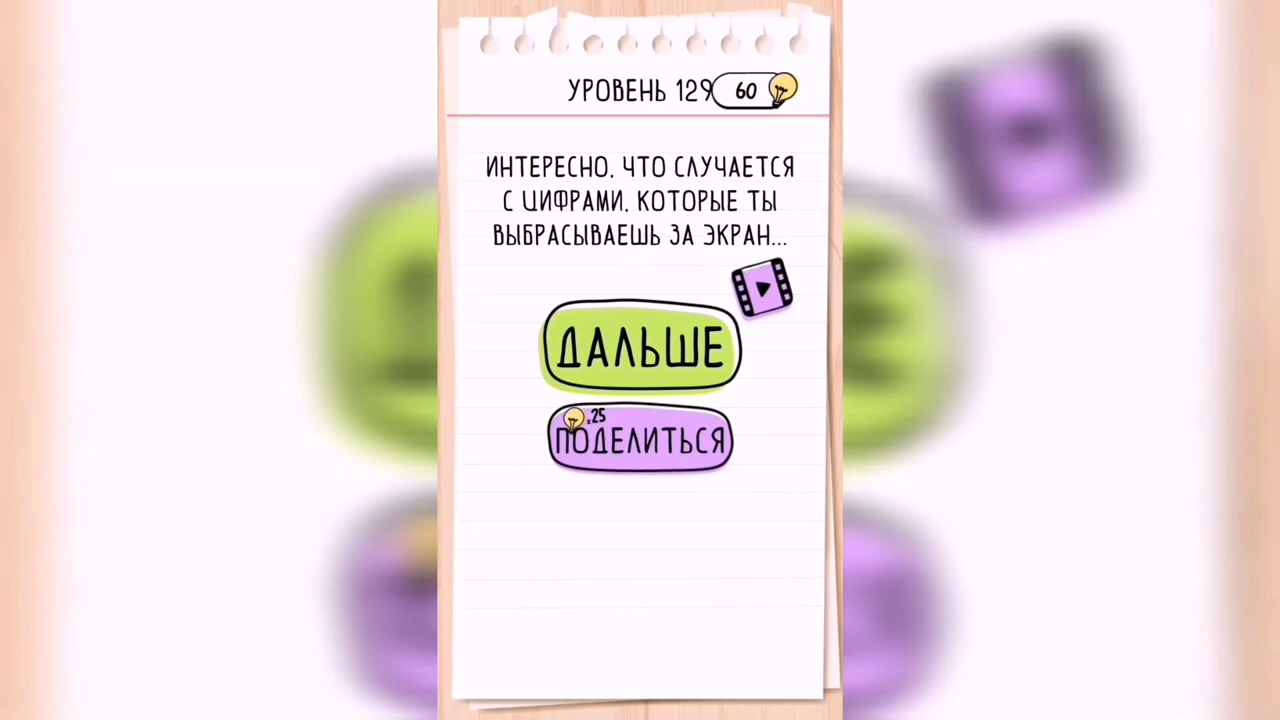 УРОВЕНЬ 129
60
ИНТЕРЕСНО, ЧТО СЛУЧАЕТСЯ
С ЦИФРАМИ, КОТОРЫЕ ТЫ
ВЫБРАСЫВАЕШЬ ЗА ЭКРАН...
ДАЛЬШЕ
x25
ПОДЕЛИТЬСЯ